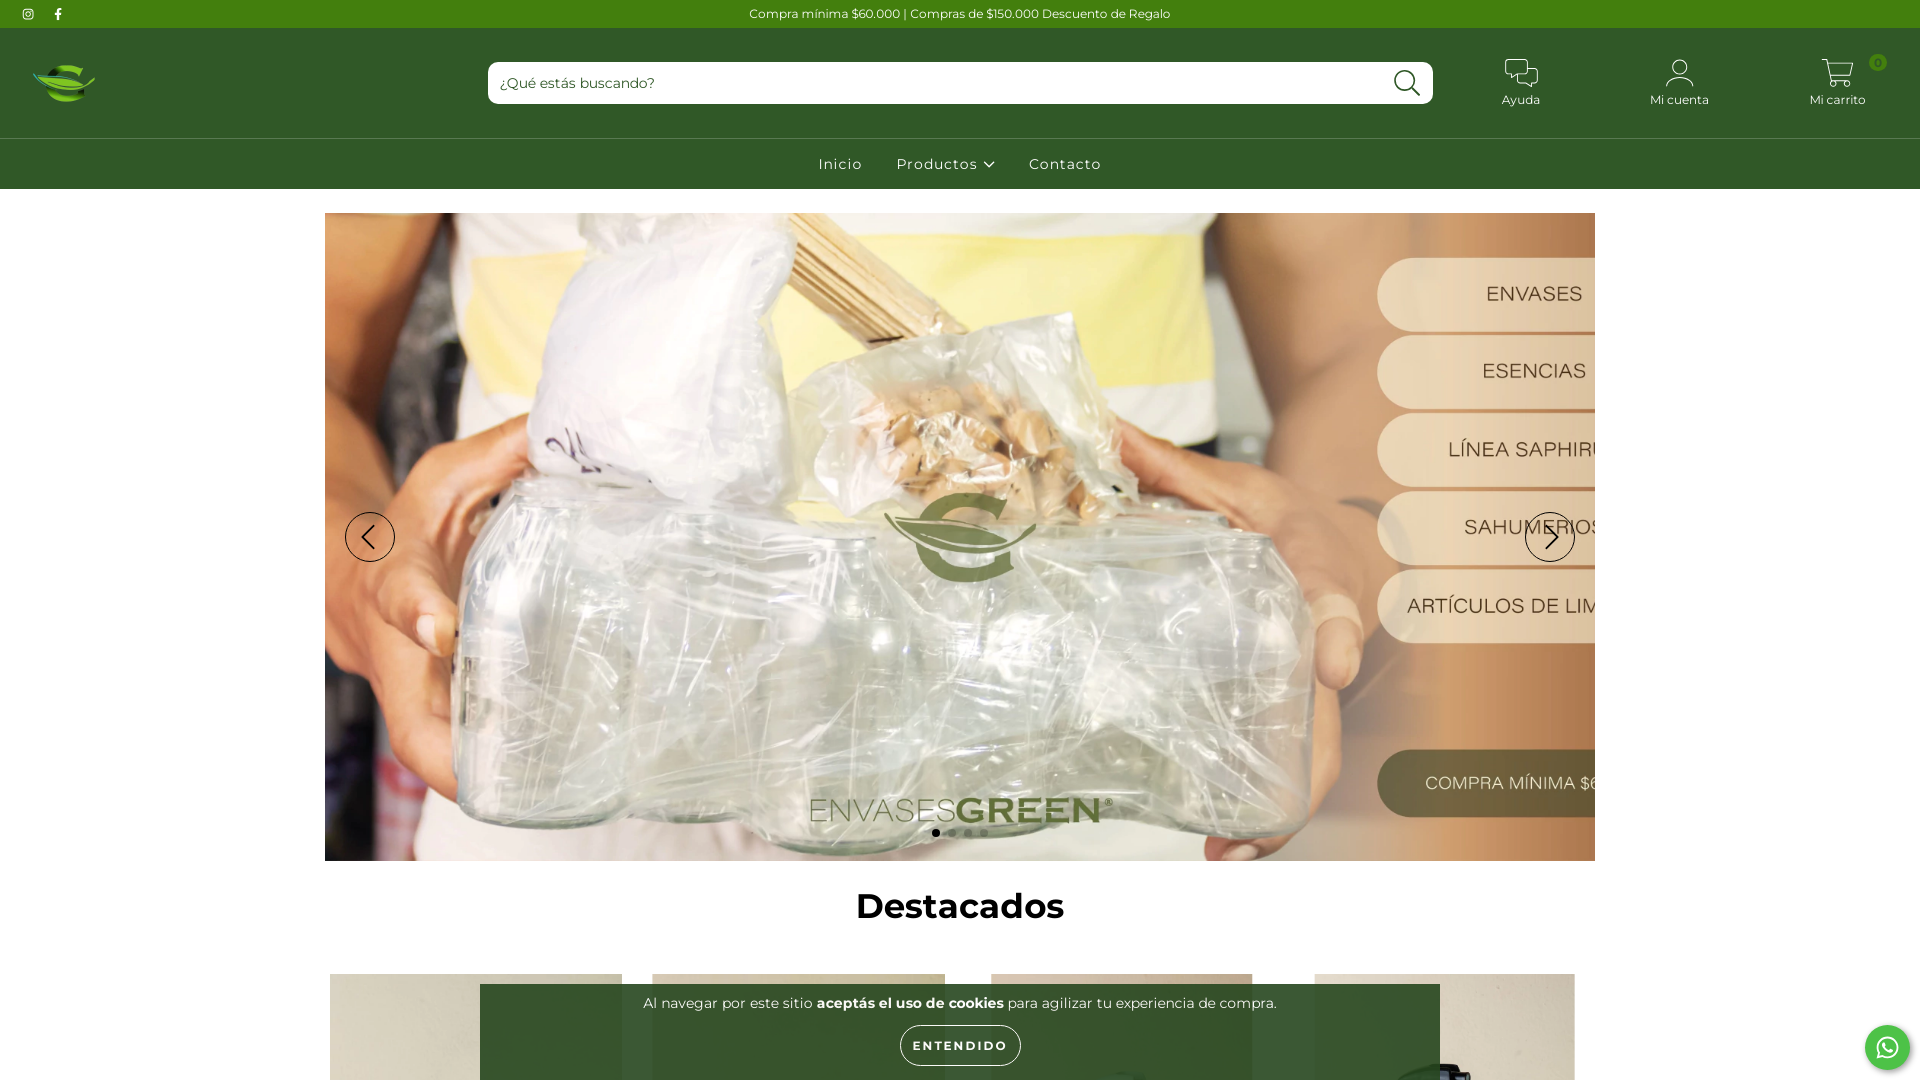 Compra mínima $60.000 | Compras de $150.000 Descuento de Regalo
¿Qué estás buscando?
Ayuda
Mi cuenta
Mi carrito
0
Inicio
Productos
Contacto
ENVASES
ESENCIAS
LÍNEA SAPHIRU
SAHUMERIOS
ARTÍCULOS DE LIM
COMPRA MÍNIMA $6
ENVASESGREEN®
Destacados
Al navegar por este sitio aceptás el uso de cookies para agilizar tu experiencia de compra.
ENTENDIDO